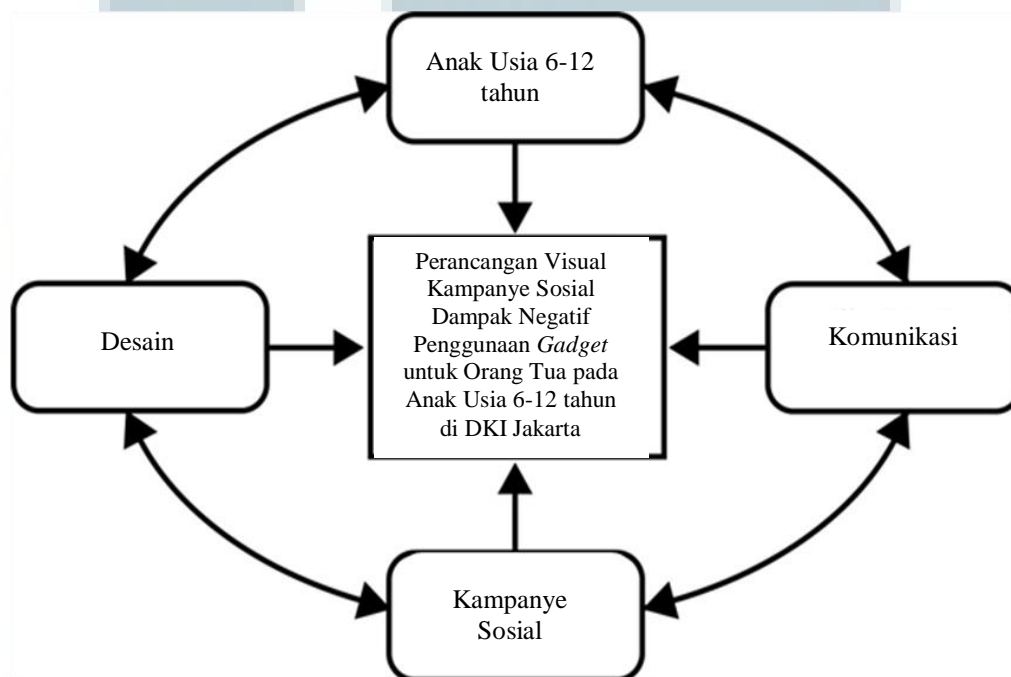 Anak Usia 6-12
tahun
Perancangan Visual
Kampanye Sosial
Dampak Negatif
Penggunaan Gadget
untuk Orang Tua pada
Anak Usia 6-12 tahun
di DKI Jakarta
Desain
Komunikasi
Kampanye
Sosial